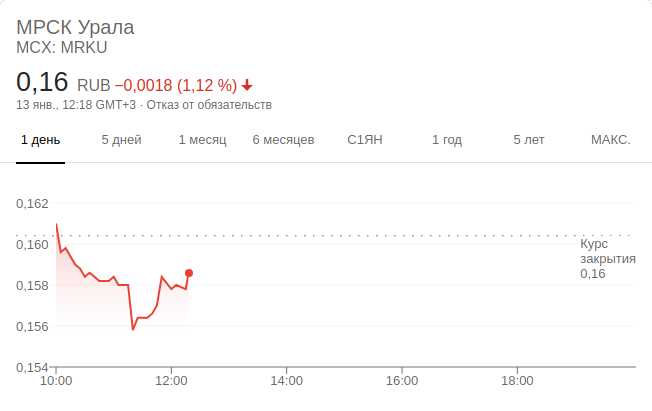 МРСК Урала
MCX: MRKU
0,16 RUB −0,0018 (1,12 %)
13 янв., 12:18 GMT+3 · Отказ от обязательств
1 день 5 дней 1 месяц 6 месяцев С1ЯН 1 год 5 лет МАКС.
0,162
0,160
0,158
0,156
0,154
Курс
закрытия
0,16
10:00 12:00 14:00 16:00 18:00